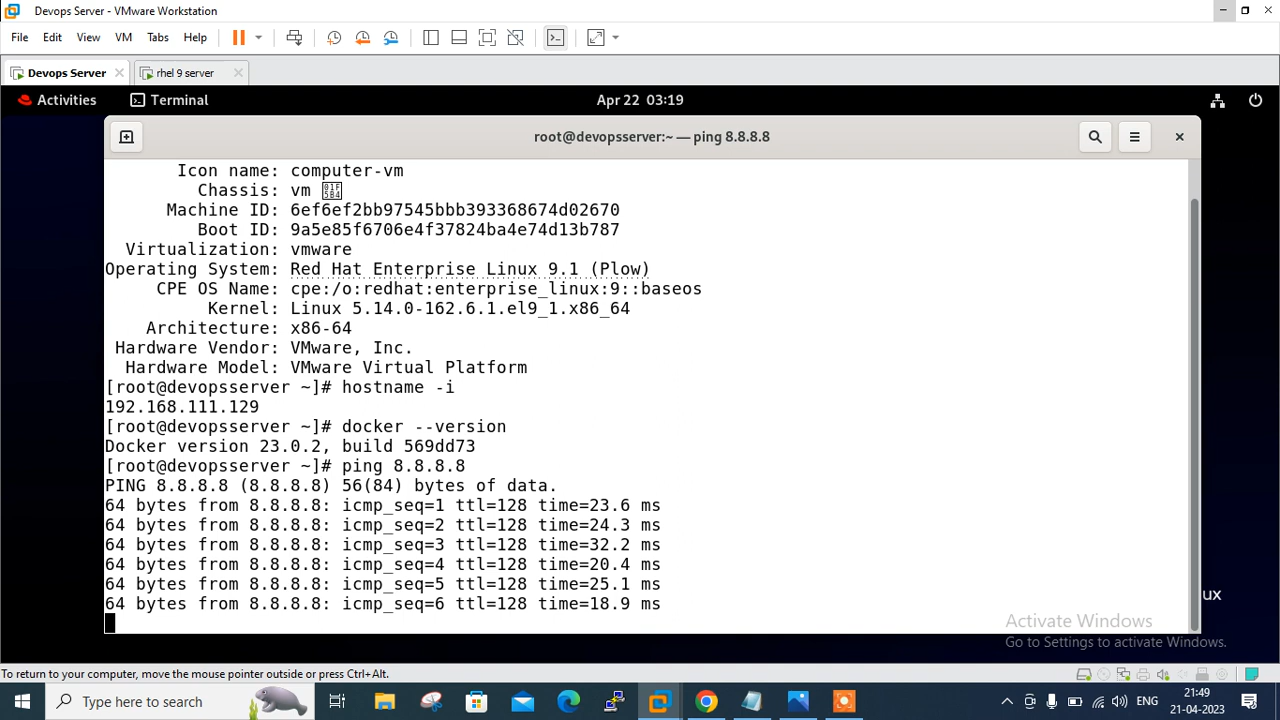 Devops Server - VMware Workstation
File Edit View VM Tabs Help
Devops Server rhel 9 server
Activities Terminal Apr 22 03:19
root@devopsserver:~ — ping 8.8.8.8
Icon name: computer-vm
Chassis: vm
Machine ID: 6ef6ef2bb97545bbb393368674d02670
Boot ID: 9a5e85f6706e4f37824ba4e74d13b787
Virtualization: vmware
Operating System: Red Hat Enterprise Linux 9.1 (Plow)
CPE OS Name: cpe:/o:redhat:enterprise_linux:9::baseos
Kernel: Linux 5.14.0-162.6.1.el9_1.x86_64
Architecture: x86-64
Hardware Vendor: VMware, Inc.
Hardware Model: VMware Virtual Platform
[root@devopsserver ~]# hostname -i
192.168.111.129
[root@devopsserver ~]# docker --version
Docker version 23.0.2, build 569dd73
[root@devopsserver ~]# ping 8.8.8.8
PING 8.8.8.8 (8.8.8.8) 56(84) bytes of data.
64 bytes from 8.8.8.8: icmp_seq=1 ttl=128 time=23.6 ms
64 bytes from 8.8.8.8: icmp_seq=2 ttl=128 time=24.3 ms
64 bytes from 8.8.8.8: icmp_seq=3 ttl=128 time=32.2 ms
64 bytes from 8.8.8.8: icmp_seq=4 ttl=128 time=20.4 ms
64 bytes from 8.8.8.8: icmp_seq=5 ttl=128 time=25.1 ms
64 bytes from 8.8.8.8: icmp_seq=6 ttl=128 time=18.9 ms
ux
Activate Windows
Go to Settings to activate Windows.
To return to your computer, move the mouse pointer outside or press Ctrl+Alt.
Type here to search
ENG
21:49
21-04-2023